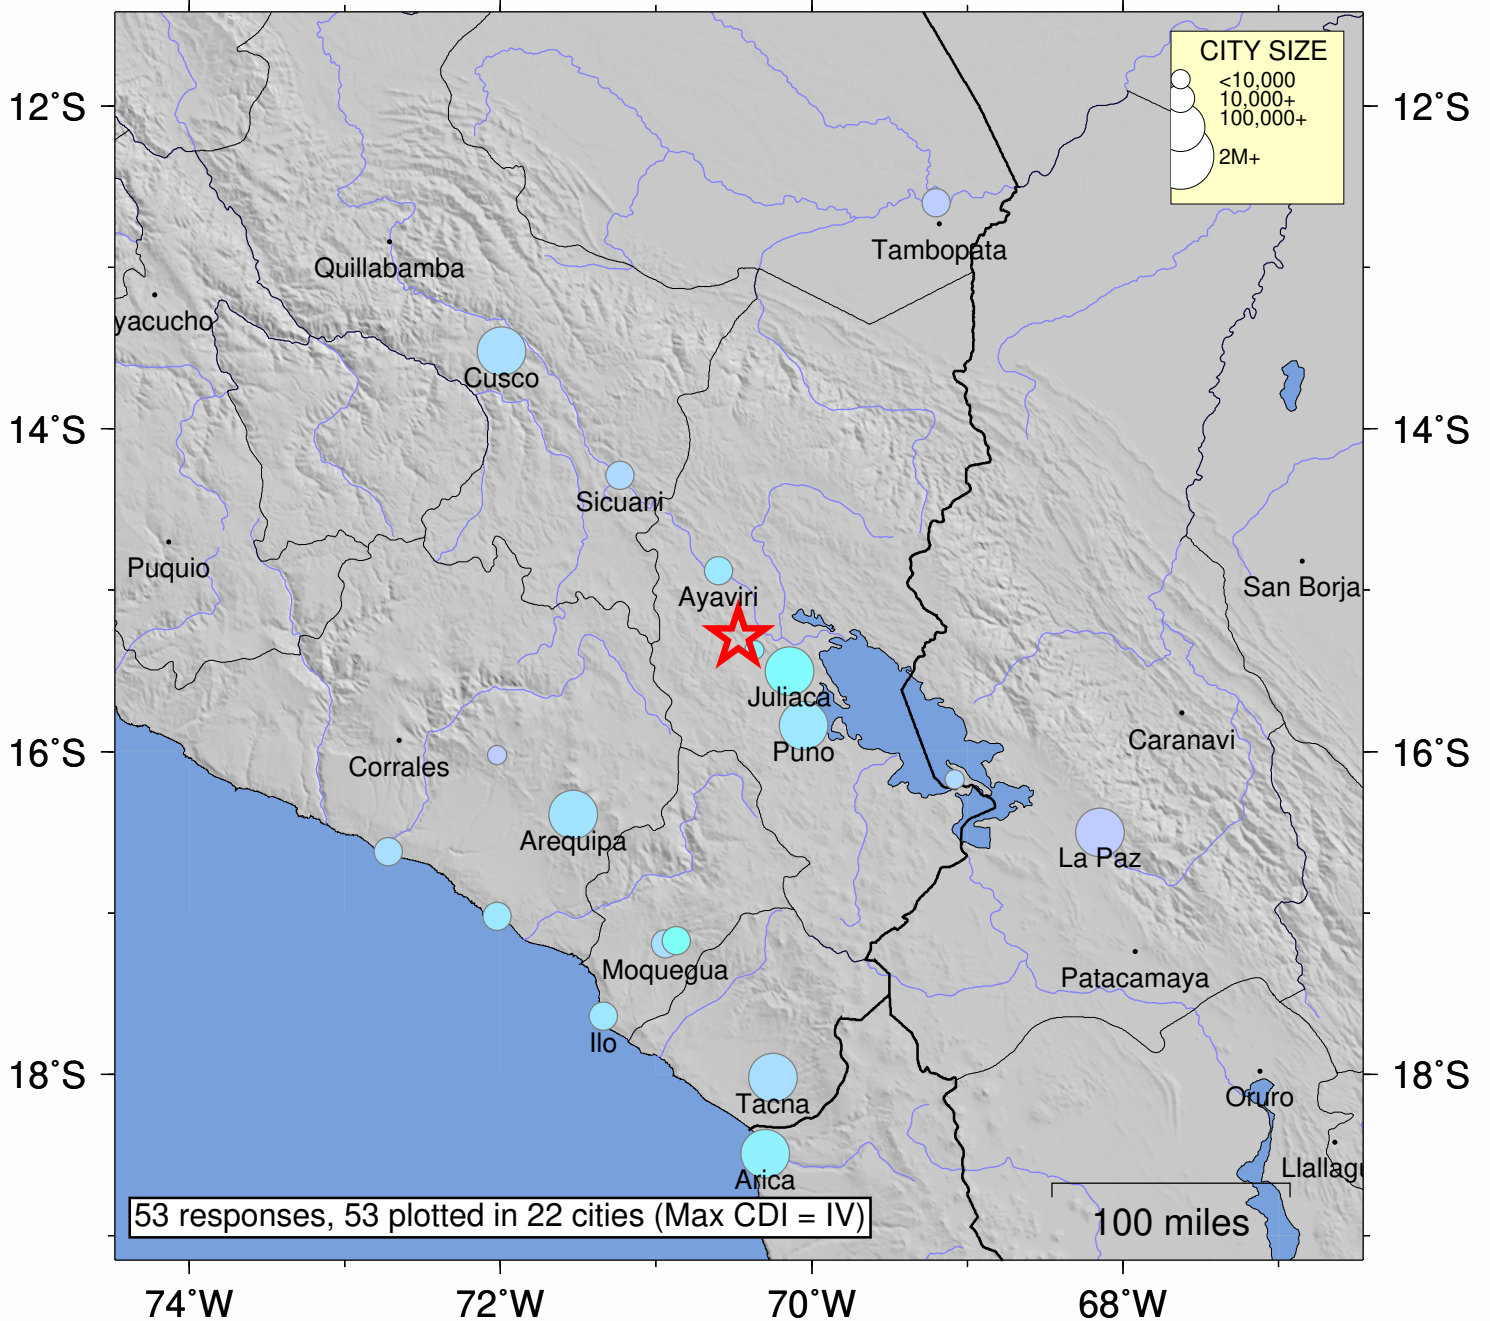 CITY SIZE
<10,000
10,000+
100,000+
2M+
12°S
12°S
Tambopata
Quillabamba
yacucho
Cusco
14°S
14°S
Sicuani
Puquio
San Borja
Ayaviri
Juliaca
Caranavi
Puno
16°S
16°S
Corrales
Arequipa
La Paz
Moquegua
Patacamaya
Ilo
18°S
18°S
Oruro
Tacna
Llallagu
Arica
53 responses, 53 plotted in 22 cities (Max CDI = IV)
100 miles
74°W
72°W
70°W
68°W